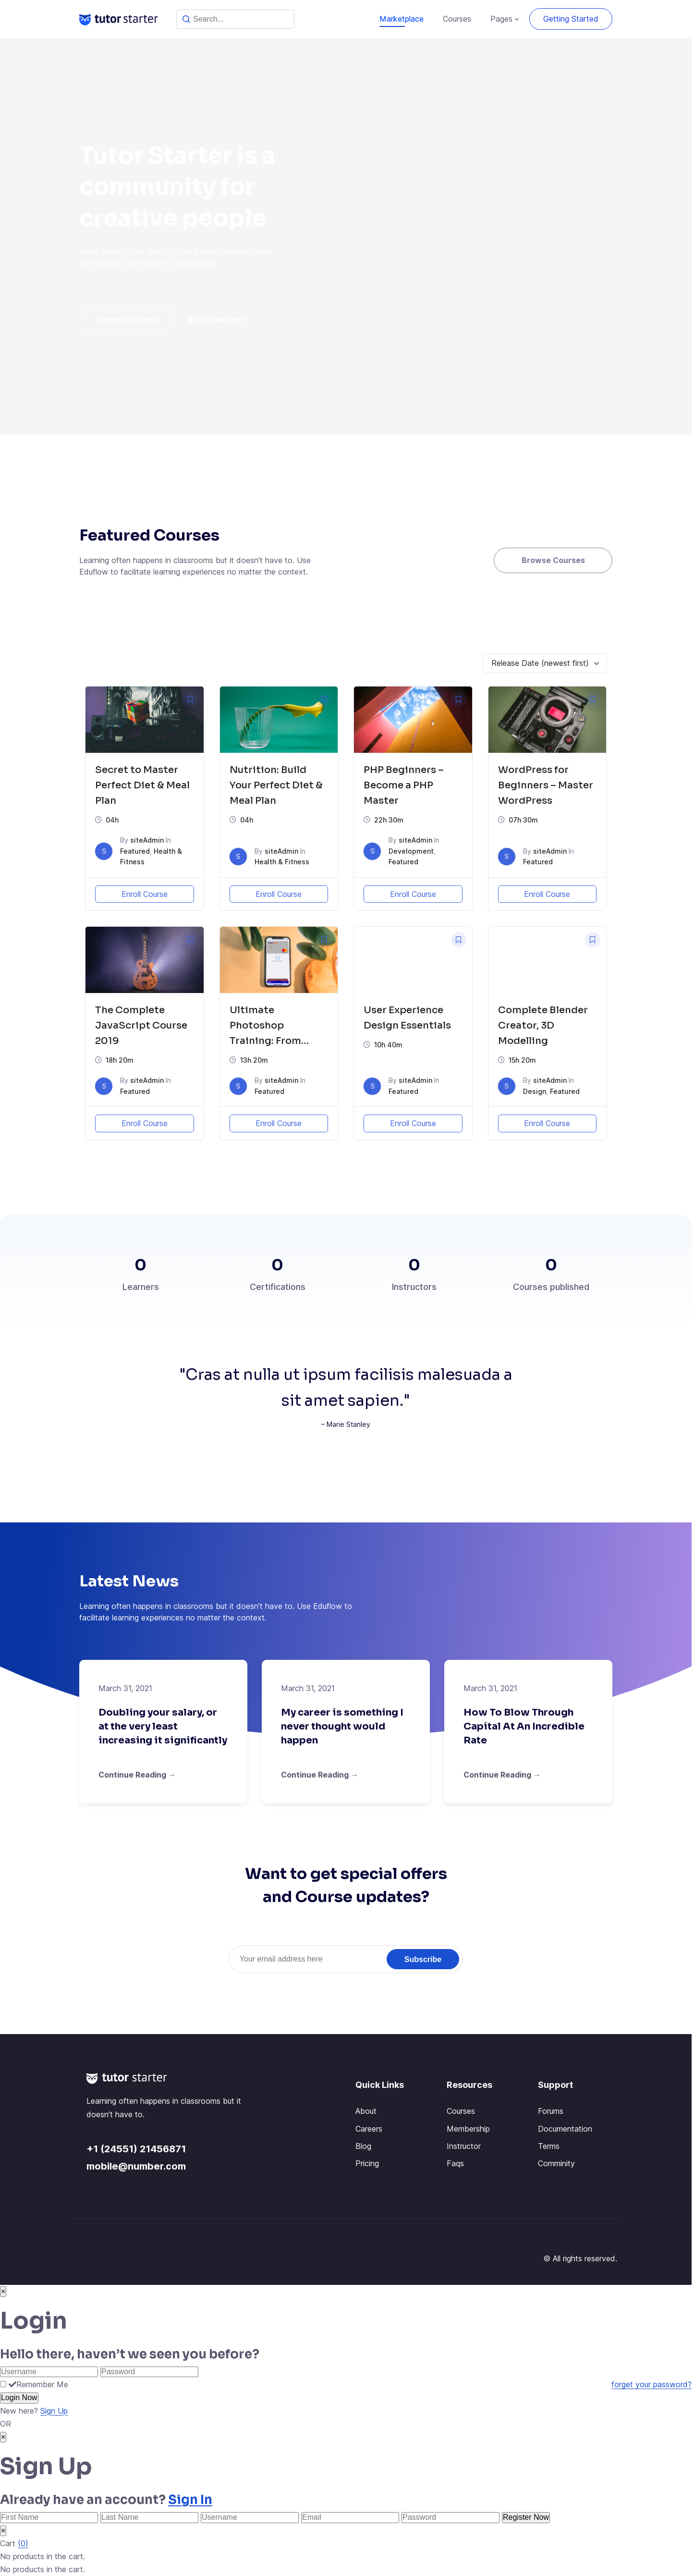 tutor starter
Search...
Marketplace
Courses
Pages
Getting Started
Tutor Starter is a
community for
creative people
Explore Courses
Start learning
Featured Courses
Learning often happens in classrooms but it doesn't have to. Use
Eduflow to facilitate learning experiences no matter the context.
Browse Courses
Release Date (newest first)
Secret to Master
Perfect Diet & Meal
Plan
04h
S
By siteAdmin In
Featured, Health &
Fitness
Enroll Course
Nutrition: Build
Your Perfect Diet &
Meal Plan
04h
S
By siteAdmin In
Health & Fitness
Enroll Course
PHP Beginners –
Become a PHP
Master
22h 30m
S
By siteAdmin In
Development,
Featured
Enroll Course
WordPress for
Beginners – Master
WordPress
07h 30m
S
By siteAdmin In
Featured
Enroll Course
The Complete
JavaScript Course
2019
18h 20m
S
By siteAdmin In
Featured
Enroll Course
Ultimate
Photoshop
Training: From...
13h 20m
S
By siteAdmin In
Featured
Enroll Course
User Experience
Design Essentials
10h 40m
S
By siteAdmin In
Featured
Enroll Course
Complete Blender
Creator, 3D
Modelling
15h 20m
S
By siteAdmin In
Design, Featured
Enroll Course
0
Learners
0
Certifications
0
Instructors
0
Courses published
"Cras at nulla ut ipsum facilisis malesuada a
sit amet sapien."
– Marie Stanley
Latest News
Learning often happens in classrooms but it doesn't have to. Use Eduflow to
facilitate learning experiences no matter the context.
March 31, 2021
Doubling your salary, or
at the very least
increasing it significantly
Continue Reading →
March 31, 2021
My career is something I
never thought would
happen
Continue Reading →
March 31, 2021
How To Blow Through
Capital At An Incredible
Rate
Continue Reading →
Want to get special offers
and Course updates?
Your email address here
Subscribe
tutor starter
Learning often happens in classrooms but it
doesn't have to.
+1 (24551) 21456871
mobile@number.com
Quick Links
About
Careers
Blog
Pricing
Resources
Courses
Membership
Instructor
Faqs
Support
Forums
Documentation
Terms
Comminity
© All rights reserved.
×
Login
Hello there, haven't we seen you before?
Username
Password
Remember Me
forget your password?
Login Now
New here? Sign Up
OR
×
Sign Up
Already have an account? Sign In
First Name
Last Name
Username
Email
Password
Register Now
×
Cart (0)
No products in the cart.
No products in the cart.